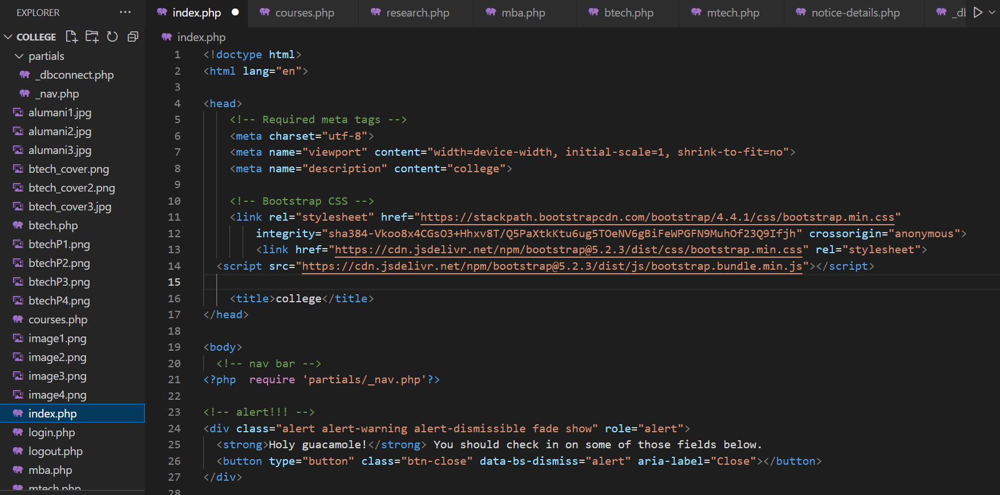 EXPLORER ...
index.php ● courses.php research.php mba.php btech.php mtech.php notice-details.php
COLLEGE
partials
_dbconnect.php
_nav.php
alumani1.jpg
alumani2.jpg
alumani3.jpg
btech_cover.png
btech_cover2.png
btech_cover3.jpg
btech.php
btechP1.png
btechP2.png
btechP3.png
btechP4.png
courses.php
image1.png
image2.png
image3.png
image4.png
index.php
login.php
logout.php
mba.php
mtech.php
index.php
1 <!doctype html>
2 <html lang="en">
3
4 <head>
5 <!-- Required meta tags -->
6 <meta charset="utf-8">
7 <meta name="viewport" content="width=device-width, initial-scale=1, shrink-to-fit=no">
8 <meta name="description" content="college">
9
10 <!-- Bootstrap CSS -->
11 <link rel="stylesheet" href="https://stackpath.bootstrapcdn.com/bootstrap/4.4.1/css/bootstrap.min.css"
12 integrity="sha384-Vkoo8x4CGsO3+Hhxv8T/Q5PaXtkKtu6ug5TOeNV6gBiFeWPGFN9MuhOf23Q9Ifjh" crossorigin="anonymous">
13 <link href="https://cdn.jsdelivr.net/npm/bootstrap@5.2.3/dist/css/bootstrap.min.css" rel="stylesheet">
14 <script src="https://cdn.jsdelivr.net/npm/bootstrap@5.2.3/dist/js/bootstrap.bundle.min.js"></script>
15
16 <title>college</title>
17 </head>
18
19 <body>
20 <!-- nav bar -->
21 <?php  require 'partials/_nav.php'?>
22
23 <!-- alert!!! -->
24 <div class="alert alert-warning alert-dismissible fade show" role="alert">
25 <strong>Holy guacamole!</strong> You should check in on some of those fields below.
26 <button type="button" class="btn-close" data-bs-dismiss="alert" aria-label="Close"></button>
27 </div>
28